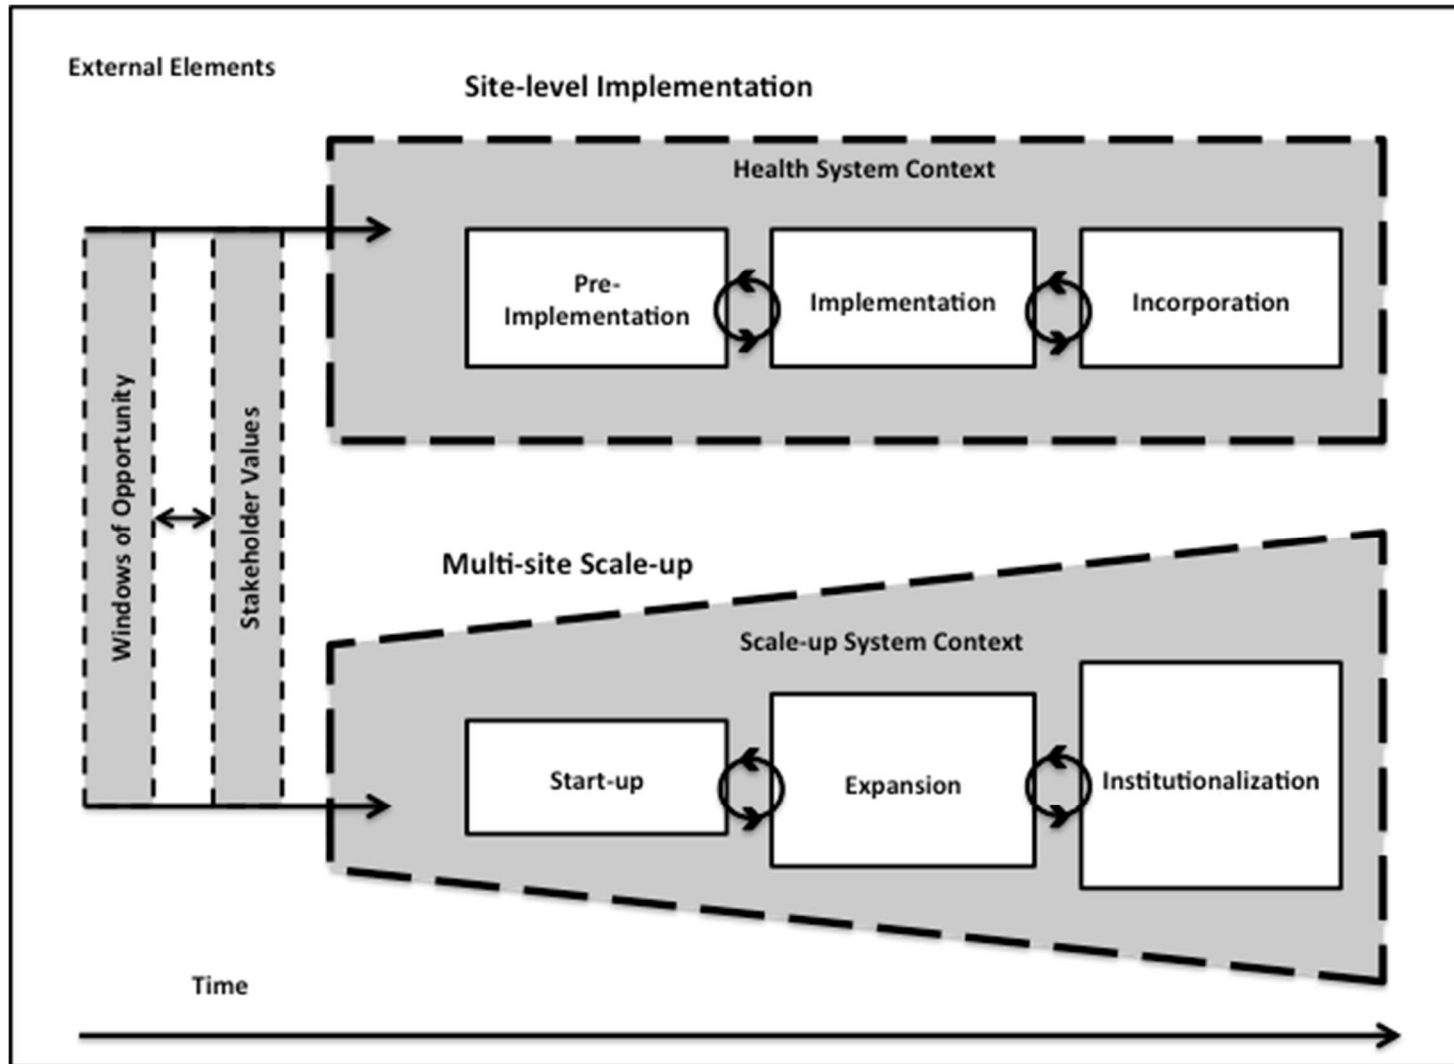 External Elements
Site-level Implementation
Health System Context
Pre-
Implementation
Implementation
Incorporation
Windows of Opportunity
Stakeholder Values
Multi-site Scale-up
Scale-up System Context
Start-up
Expansion
Institutionalization
Time